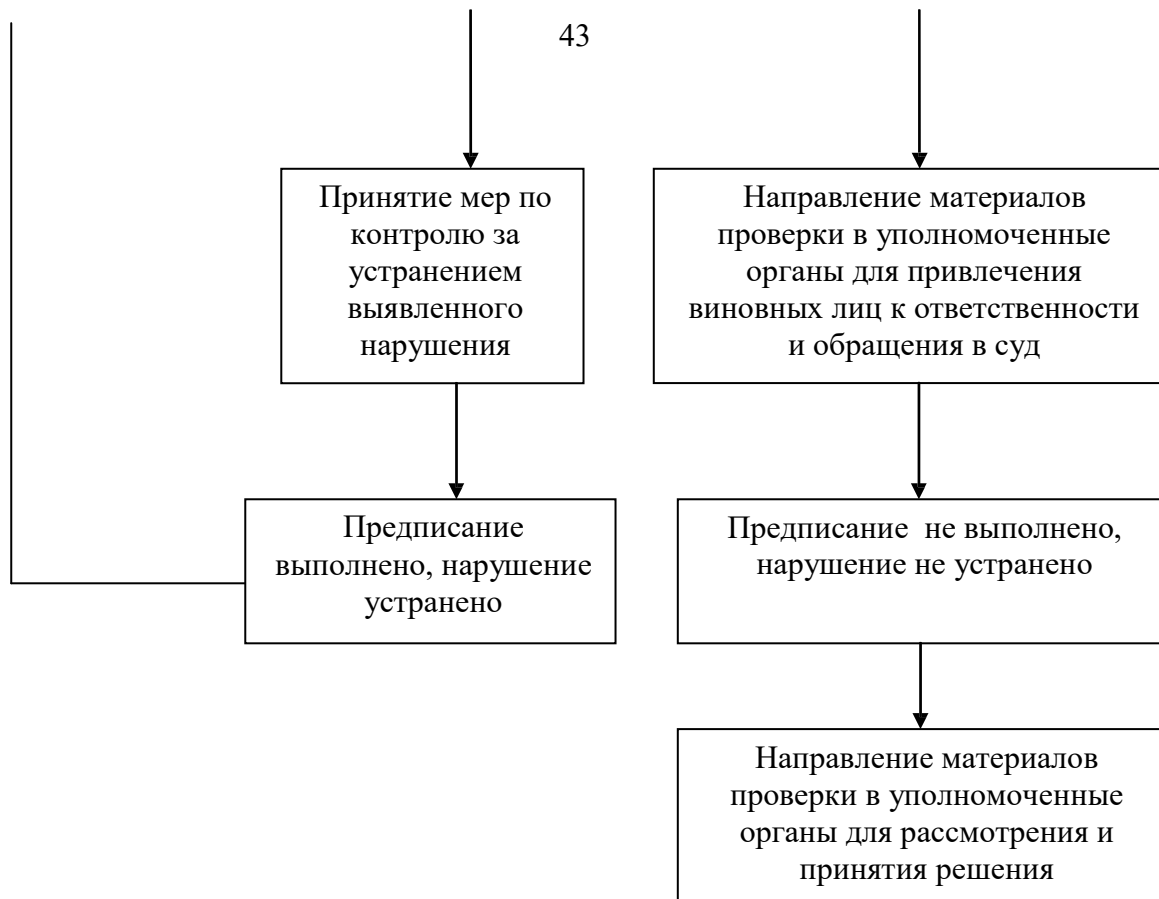 43
Принятие мер по
контролю за
устранением
выявленного
нарушения
Направление материалов
проверки в уполномоченные
органы для привлечения
виновных лиц к ответственности
и обращения в суд
Предписание
выполнено, нарушение
устранено
Предписание  не выполнено,
нарушение не устранено
Направление материалов
проверки в уполномоченные
органы для рассмотрения и
принятия решения